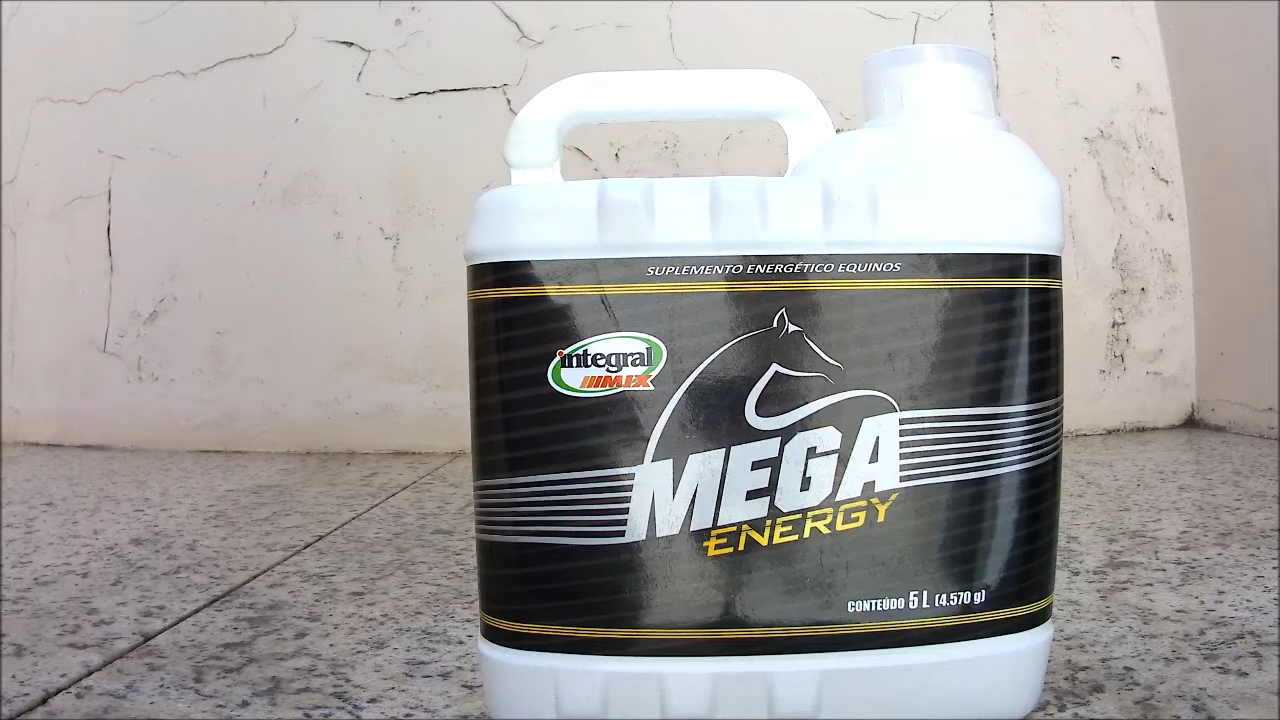 SUPLEMENTO ENERGÉTICO EQUINOS
integral
MIX
MEGA
ENERGY
CONTEÚDO 5 L (4.570 g)